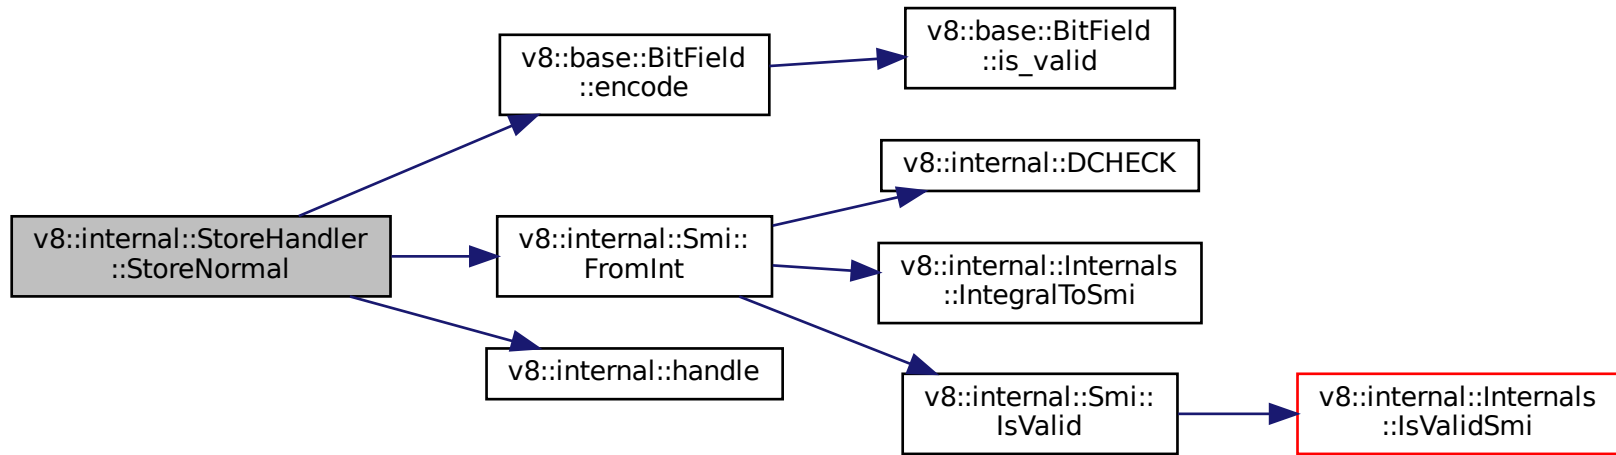 v8::internal::StoreHandler
::StoreNormal
v8::base::BitField
::encode
v8::base::BitField
::is_valid
v8::internal::Smi::
FromInt
v8::internal::DCHECK
v8::internal::Internals
::IntegralToSmi
v8::internal::Smi::
IsValid
v8::internal::Internals
::IsValidSmi
v8::internal::handle